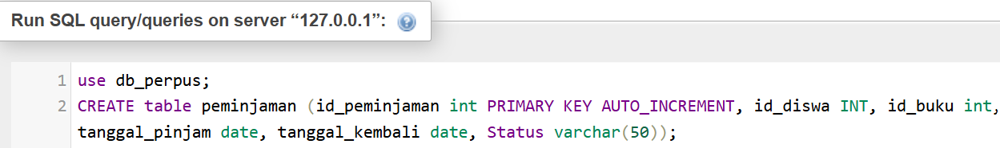 Run SQL query/queries on server “127.0.0.1”:
1 use db_perpus;
2 CREATE table peminjaman (id_peminjaman int PRIMARY KEY AUTO_INCREMENT, id_diswa INT, id_buku int,
tanggal_pinjam date, tanggal_kembali date, Status varchar(50));